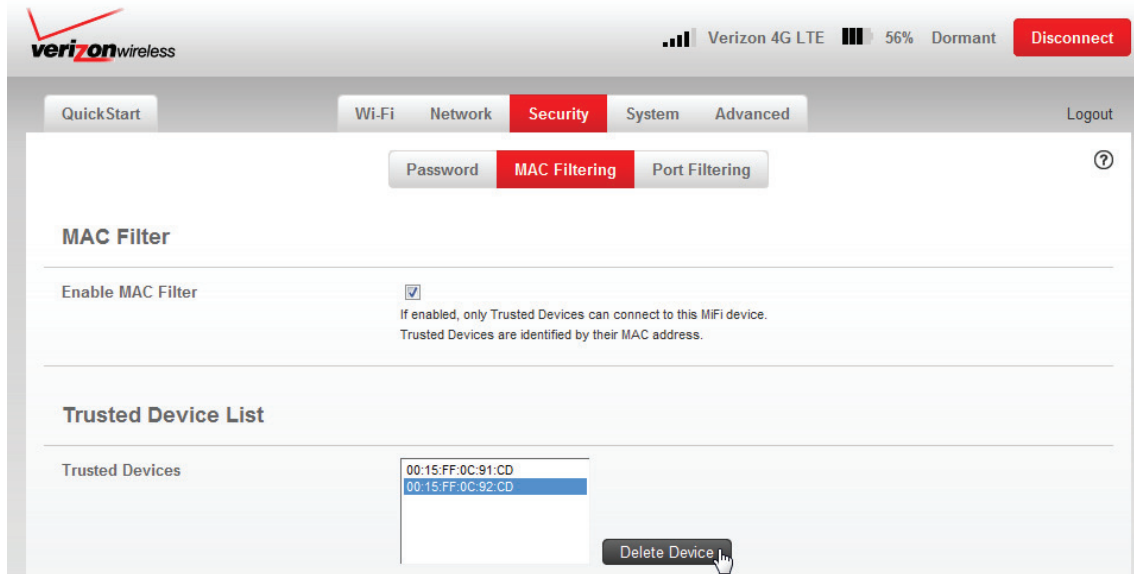 verizonwireless
Verizon 4G LTE 56% Dormant Disconnect
QuickStart Wi-Fi Network Security System Advanced Logout
Password MAC Filtering Port Filtering ?
MAC Filter
Enable MAC Filter
If enabled, only Trusted Devices can connect to this MiFi device.
Trusted Devices are identified by their MAC address.
Trusted Device List
Trusted Devices
00:15:FF:0C:91:CD
00:15:FF:0C:92:CD
Delete Device